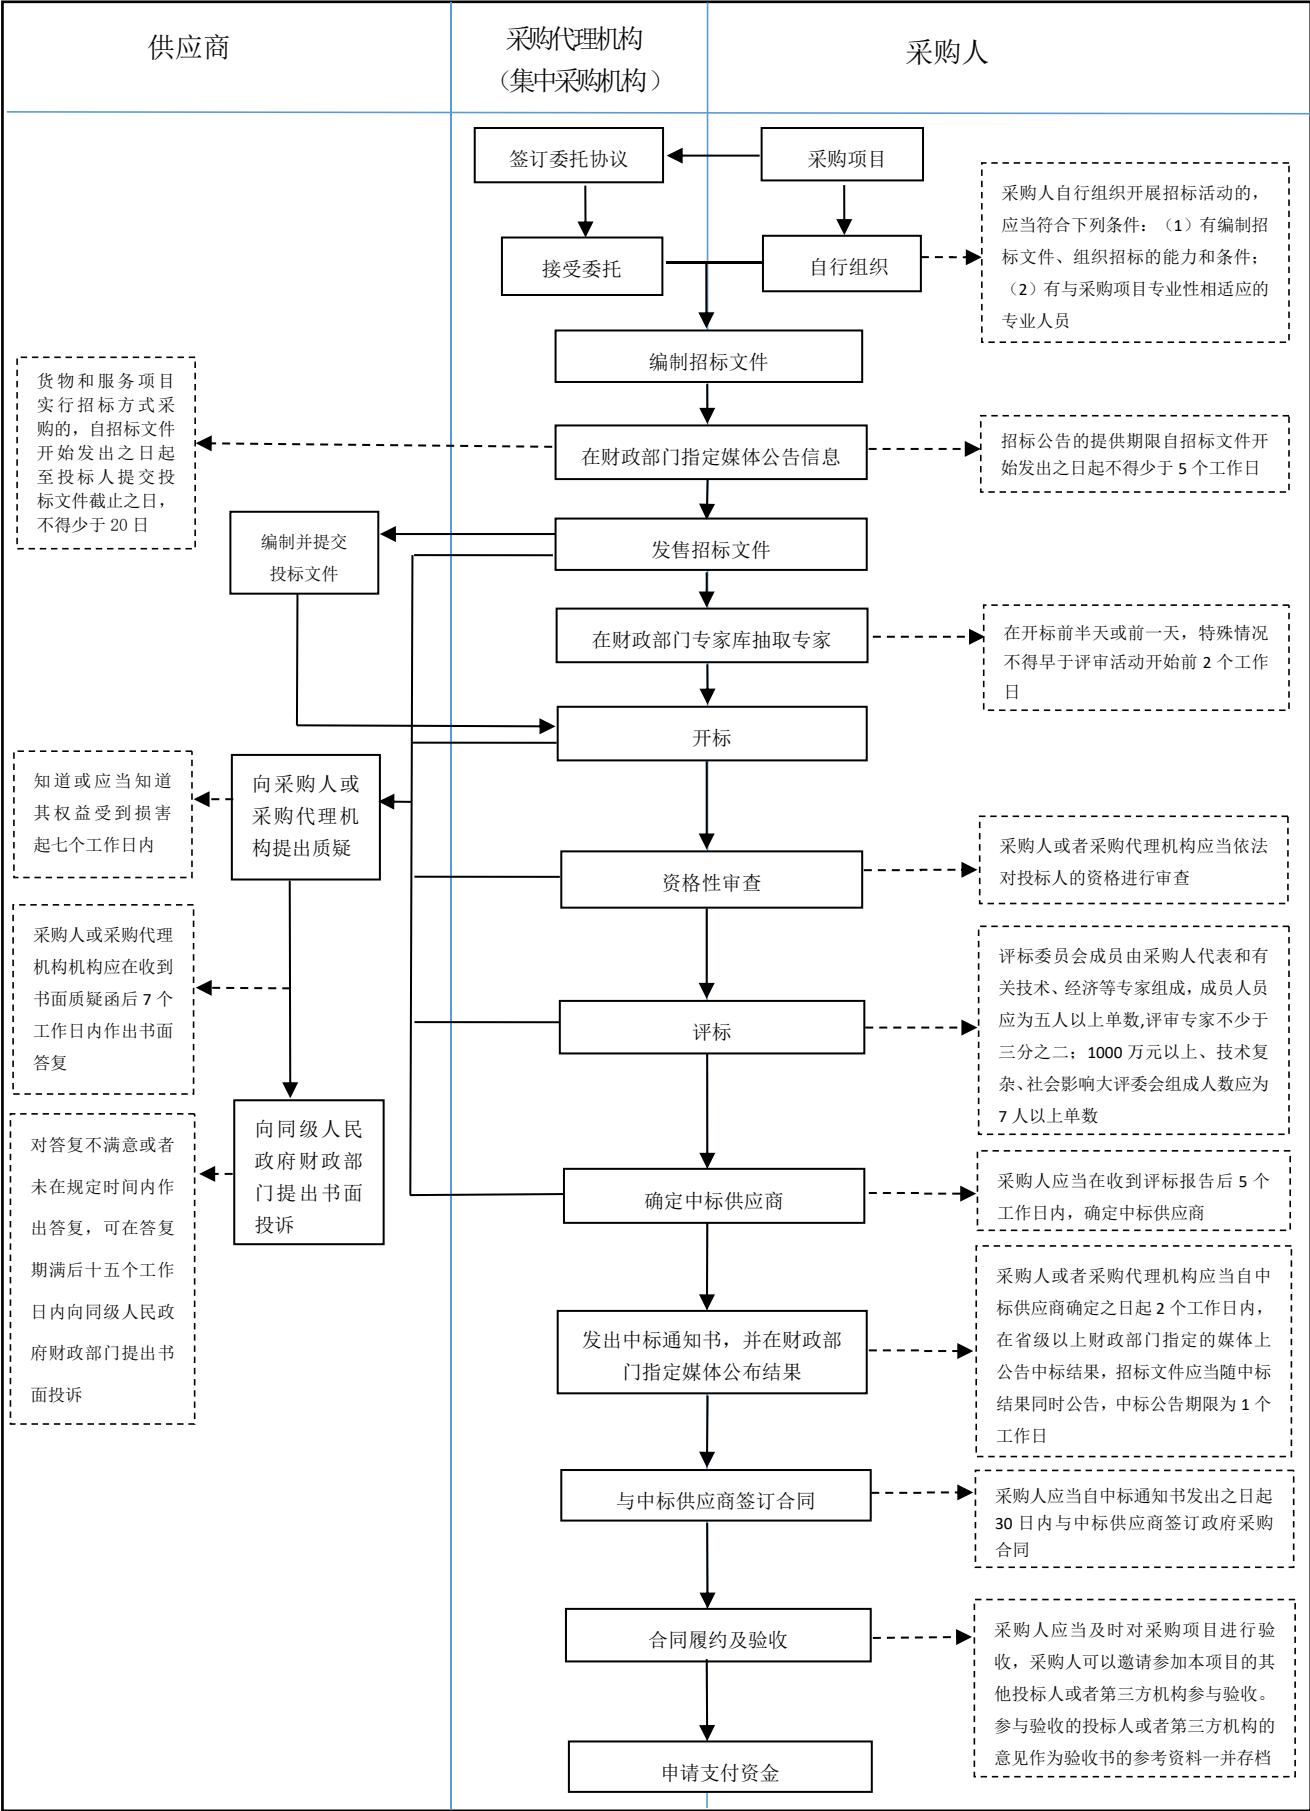 供应商
采购代理机构
（集中采购机构）
采购人
签订委托协议
采购项目
接受委托
自行组织
采购人自行组织开展招标活动的，
应当符合下列条件：（1）有编制招
标文件、组织招标的能力和条件；
（2）有与采购项目专业性相适应的
专业人员
编制招标文件
货物和服务项目
实行招标方式采
购的，自招标文件
开始发出之日起
至投标人提交投
标文件截止之日，
不得少于 20 日
在财政部门指定媒体公告信息
招标公告的提供期限自招标文件开
始发出之日起不得少于 5 个工作日
编制并提交
投标文件
发售招标文件
在财政部门专家库抽取专家
在开标前半天或前一天，特殊情况
不得早于评审活动开始前 2 个工作
日
开标
知道或应当知道
其权益受到损害
起七个工作日内
向采购人或
采购代理机
构提出质疑
资格性审查
采购人或者采购代理机构应当依法
对投标人的资格进行审查
采购人或采购代理
机构机构应在收到
书面质疑函后 7 个
工作日内作出书面
答复
评标
评标委员会成员由采购人代表和有
关技术、经济等专家组成，成员人员
应为五人以上单数,评审专家不少于
三分之二；1000 万元以上、技术复
杂、社会影响大评委会组成人数应为
7 人以上单数
对答复不满意或者
未在规定时间内作
出答复，可在答复
期满后十五个工作
日内向同级人民政
府财政部门提出书
面投诉
向同级人民
政府财政部
门提出书面
投诉
确定中标供应商
采购人应当在收到评标报告后 5 个
工作日内，确定中标供应商
发出中标通知书，并在财政部
门指定媒体公布结果
采购人或者采购代理机构应当自中
标供应商确定之日起 2 个工作日内，
在省级以上财政部门指定的媒体上
公告中标结果，招标文件应当随中标
结果同时公告，中标公告期限为 1 个
工作日
与中标供应商签订合同
采购人应当自中标通知书发出之日起
30 日内与中标供应商签订政府采购
合同
合同履约及验收
采购人应当及时对采购项目进行验
收，采购人可以邀请参加本项目的其
他投标人或者第三方机构参与验收。
参与验收的投标人或者第三方机构的
意见作为验收书的参考资料一并存档
申请支付资金